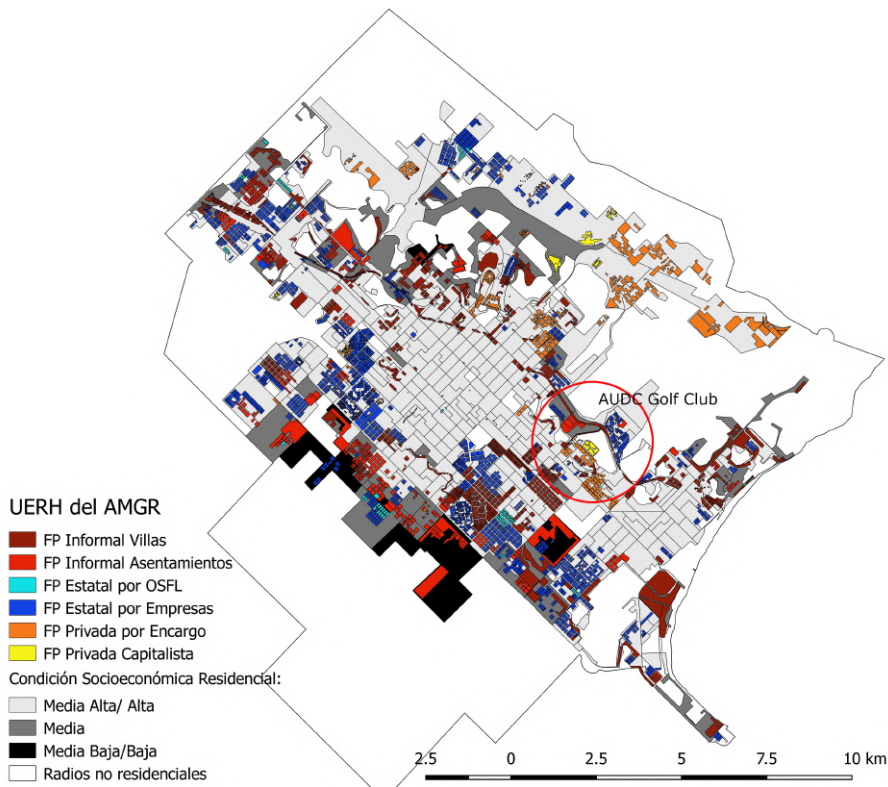 AUDC Golf Club
UERH del AMGR
FP Informal Villas
FP Informal Asentamientos
FP Estatal por OSFL
FP Estatal por Empresas
FP Privada por Encargo
FP Privada Capitalista
Condición Socioeconómica Residencial:
Media Alta/ Alta
Media
Media Baja/Baja
Radios no residenciales
2.5 0 2.5 5 7.5 10 km